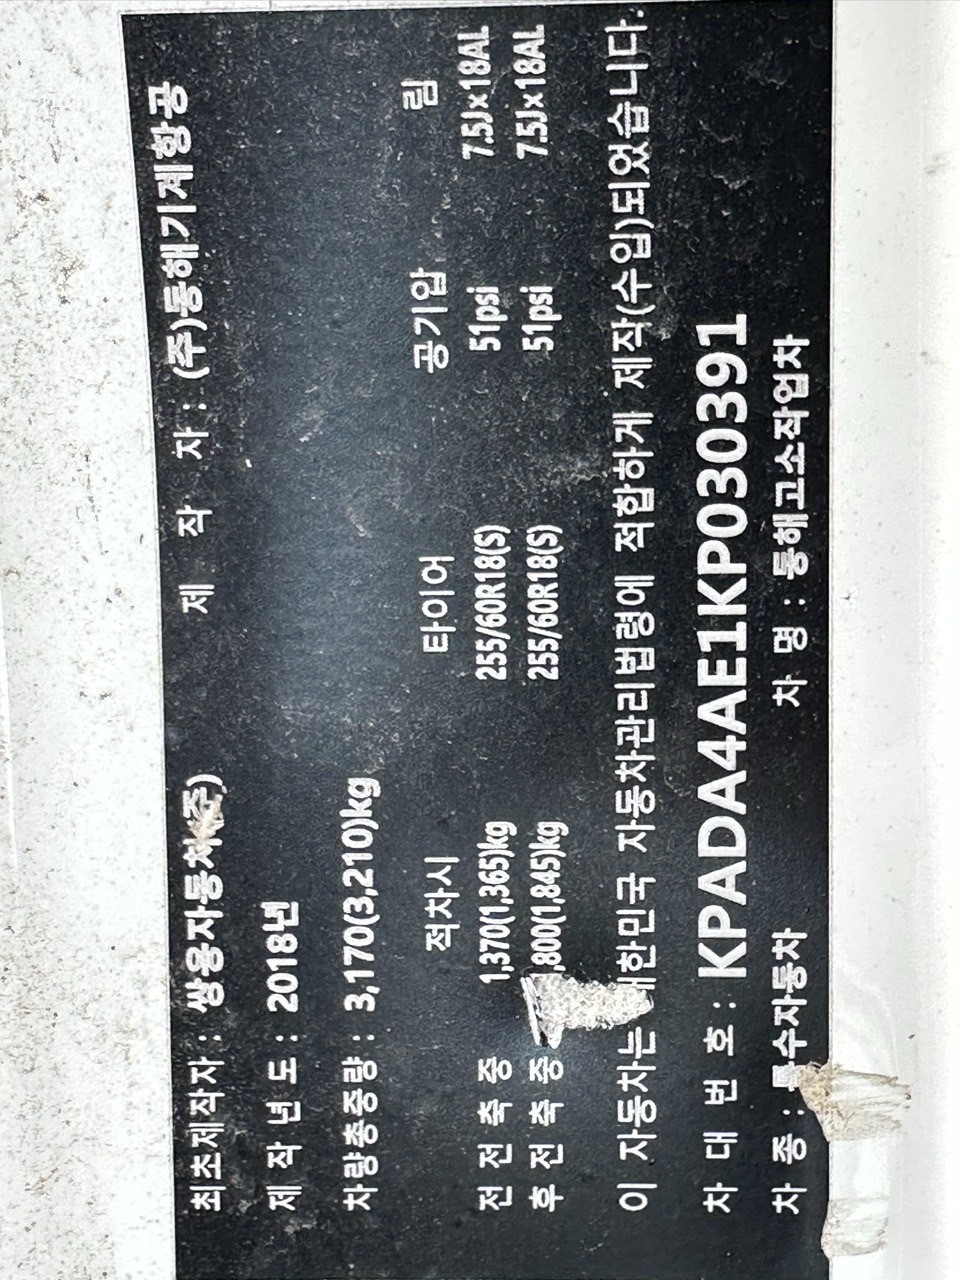 최초제작자 : 쌍용자동차(주) 제 작 자 : (주)동해기계항공
제 작 년 도 : 2018년
차량총중량 : 3,170(3,210)kg
적차시 타이어 공기압 림
전 전 축 중 1,370(1,365)kg 255/60R18(S) 51psi 7.5J×18AL
후 전 축 중 ,800(1,845)kg 255/60R18(S) 51psi 7.5J×18AL
이 자동차는 대한민국 자동차관리법령에 적합하게 제작(수입)되었습니다.
차 대 번 호 : KPADA4AE1KP030391
차 종 : 특수자동차 차 명 : 동해고소작업차